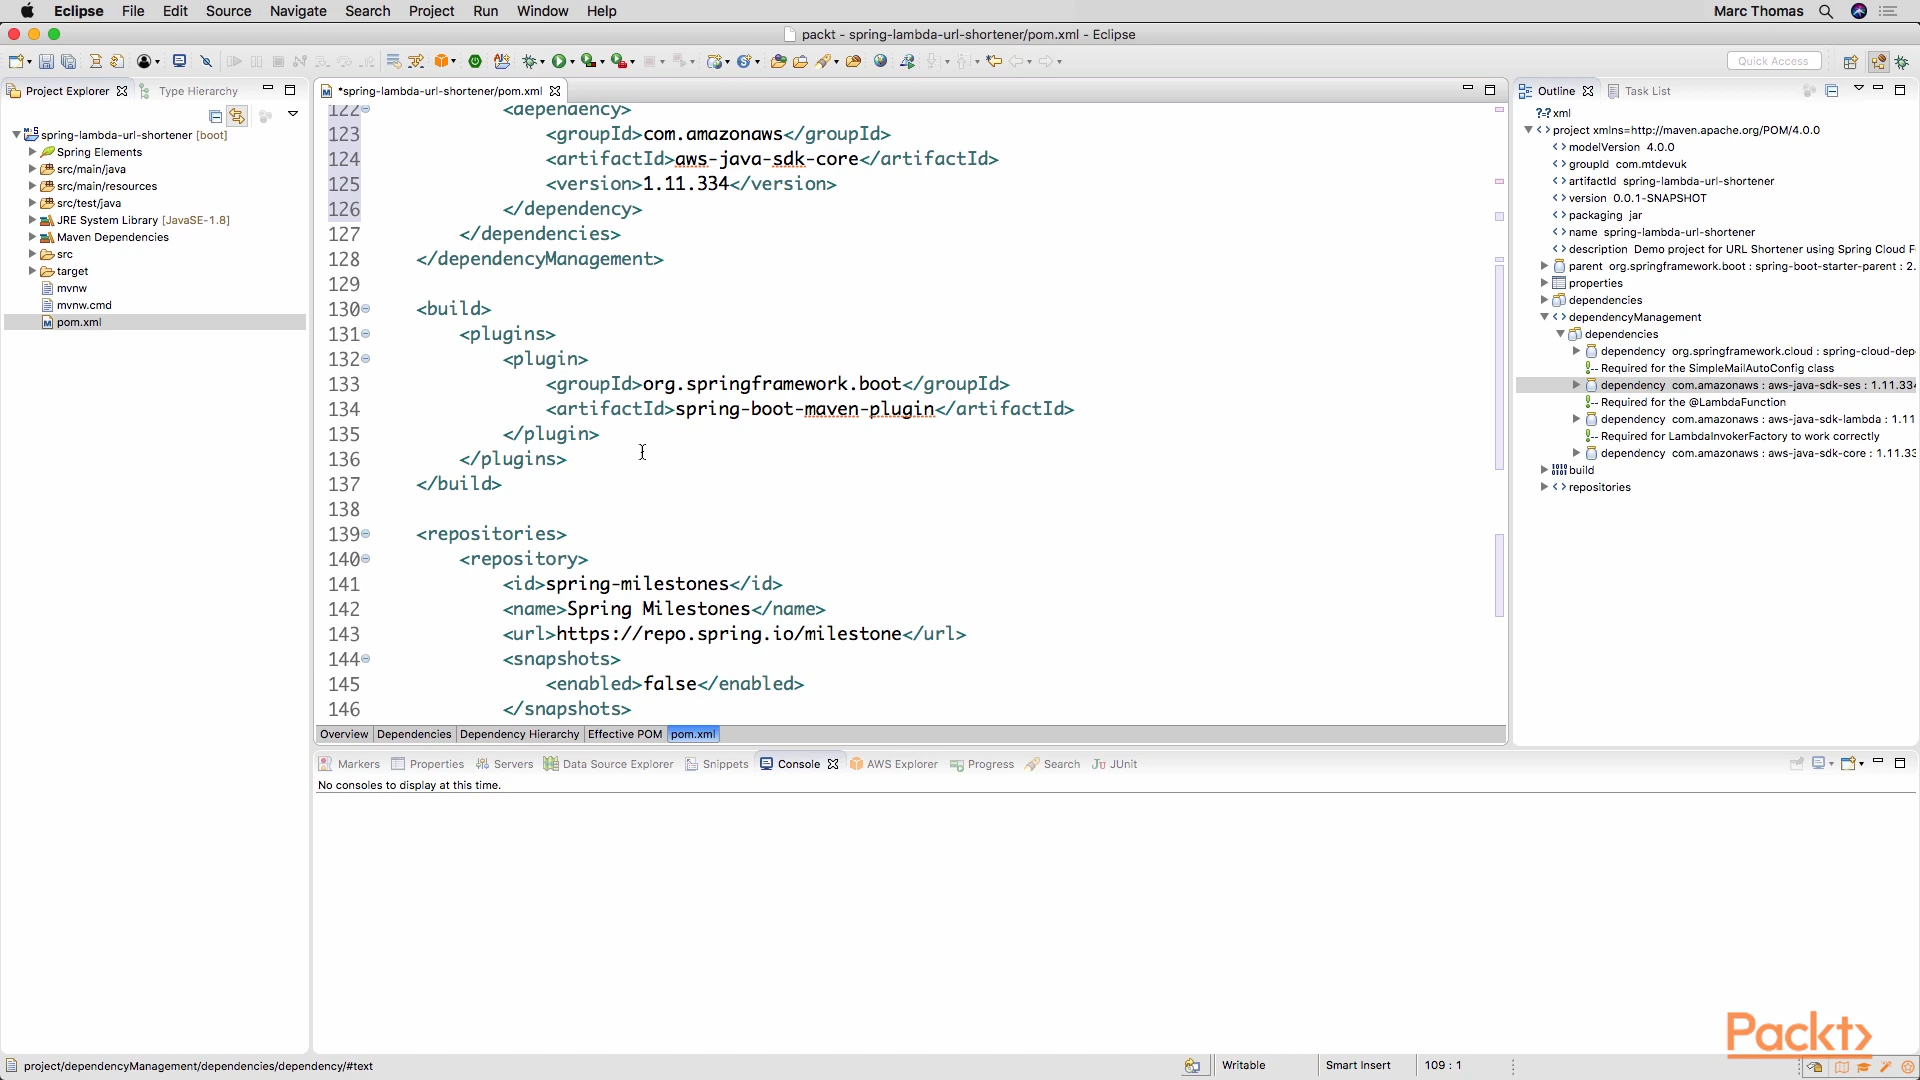 Eclipse File Edit Source Navigate Search Project Run Window Help
Marc Thomas
packt - spring-lambda-url-shortener/pom.xml - Eclipse
Quick Access
Project Explorer
Type Hierarchy
spring-lambda-url-shortener [boot]
Spring Elements
src/main/java
src/main/resources
src/test/java
JRE System Library [JavaSE-1.8]
Maven Dependencies
src
target
mvnw
mvnw.cmd
pom.xml
*spring-lambda-url-shortener/pom.xml
122 <dependency>
123 <groupId>com.amazonaws</groupId>
124 <artifactId>aws-java-sdk-core</artifactId>
125 <version>1.11.334</version>
126 </dependency>
127 </dependencies>
128 </dependencyManagement>
129
130 <build>
131 <plugins>
132 <plugin>
133 <groupId>org.springframework.boot</groupId>
134 <artifactId>spring-boot-maven-plugin</artifactId>
135 </plugin>
136 </plugins>
137 </build>
138
139 <repositories>
140 <repository>
141 <id>spring-milestones</id>
142 <name>Spring Milestones</name>
143 <url>https://repo.spring.io/milestone</url>
144 <snapshots>
145 <enabled>false</enabled>
146 </snapshots>
Overview Dependencies Dependency Hierarchy Effective POM pom.xml
Outline
Task List
?=? xml
project xmlns=http://maven.apache.org/POM/4.0.0
modelVersion 4.0.0
groupId com.mtdevuk
artifactId spring-lambda-url-shortener
version 0.0.1-SNAPSHOT
packaging jar
name spring-lambda-url-shortener
description Demo project for URL Shortener using Spring Cloud F
parent org.springframework.boot : spring-boot-starter-parent : 2.
properties
dependencies
dependencyManagement
dependencies
dependency org.springframework.cloud : spring-cloud-dep
Required for the SimpleMailAutoConfig class
dependency com.amazonaws : aws-java-sdk-ses : 1.11.334
Required for the @LambdaFunction
dependency com.amazonaws : aws-java-sdk-lambda : 1.11
Required for LambdaInvokerFactory to work correctly
dependency com.amazonaws : aws-java-sdk-core : 1.11.33
build
repositories
Markers Properties Servers Data Source Explorer Snippets Console AWS Explorer Progress Search JUnit
No consoles to display at this time.
Packt>
project/dependencyManagement/dependencies/dependency/#text
Writable
Smart Insert
109 : 1